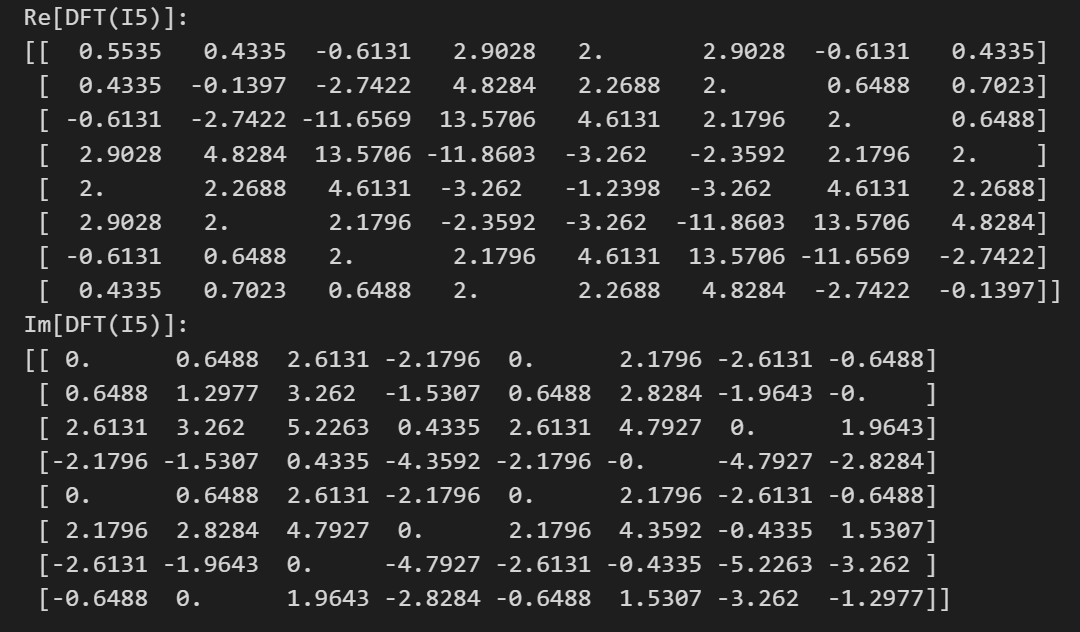 Re[DFT(I5)]:
[[  0.5535   0.4335  -0.6131   2.9028   2.       2.9028  -0.6131   0.4335]
 [  0.4335  -0.1397  -2.7422   4.8284   2.2688   2.       0.6488   0.7023]
 [ -0.6131  -2.7422 -11.6569  13.5706   4.6131   2.1796   2.       0.6488]
 [  2.9028   4.8284  13.5706 -11.8603  -3.262   -2.3592   2.1796   2.    ]
 [  2.       2.2688   4.6131  -3.262   -1.2398  -3.262    4.6131   2.2688]
 [  2.9028   2.       2.1796  -2.3592  -3.262  -11.8603  13.5706   4.8284]
 [ -0.6131   0.6488   2.       2.1796   4.6131  13.5706 -11.6569  -2.7422]
 [  0.4335   0.7023   0.6488   2.       2.2688   4.8284  -2.7422  -0.1397]]
Im[DFT(I5)]:
[[ 0.      0.6488  2.6131 -2.1796  0.      2.1796 -2.6131 -0.6488]
 [ 0.6488  1.2977  3.262  -1.5307  0.6488  2.8284 -1.9643 -0.    ]
 [ 2.6131  3.262   5.2263  0.4335  2.6131  4.7927  0.      1.9643]
 [-2.1796 -1.5307  0.4335 -4.3592 -2.1796 -0.     -4.7927 -2.8284]
 [ 0.      0.6488  2.6131 -2.1796  0.      2.1796 -2.6131 -0.6488]
 [ 2.1796  2.8284  4.7927  0.      2.1796  4.3592 -0.4335  1.5307]
 [-2.6131 -1.9643  0.     -4.7927 -2.6131 -0.4335 -5.2263 -3.262 ]
 [-0.6488  0.      1.9643 -2.8284 -0.6488  1.5307 -3.262  -1.2977]]